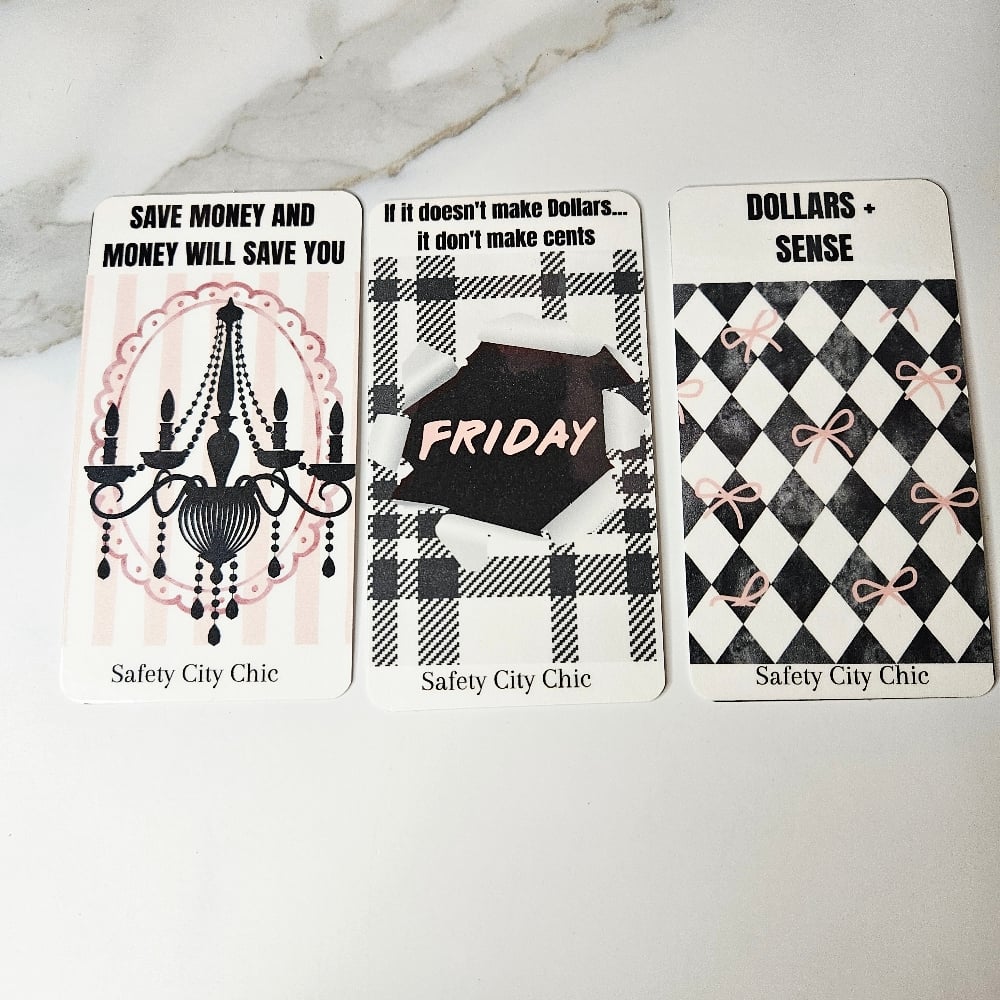 SAVE MONEY AND
MONEY WILL SAVE YOU
Safety City Chic
If it doesn't make Dollars...
it don't make cents
FRIDAY
Safety City Chic
DOLLARS +
SENSE
Safety City Chic